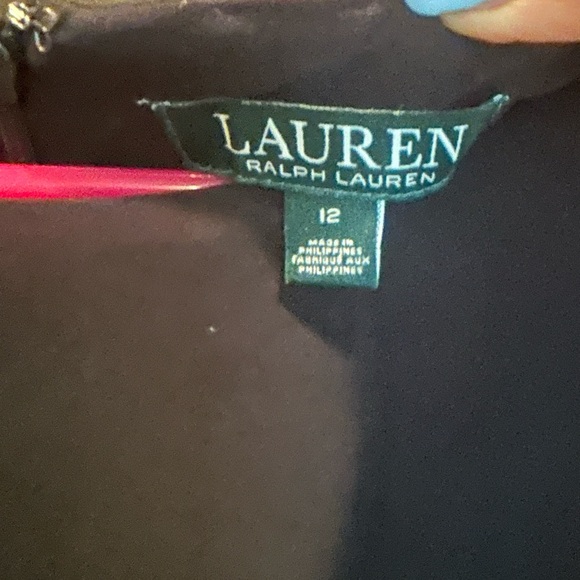 LAUREN
RALPH LAUREN
12
MADE IN
PHILIPPINES
FABRIQUÉ AUX
PHILIPPINES